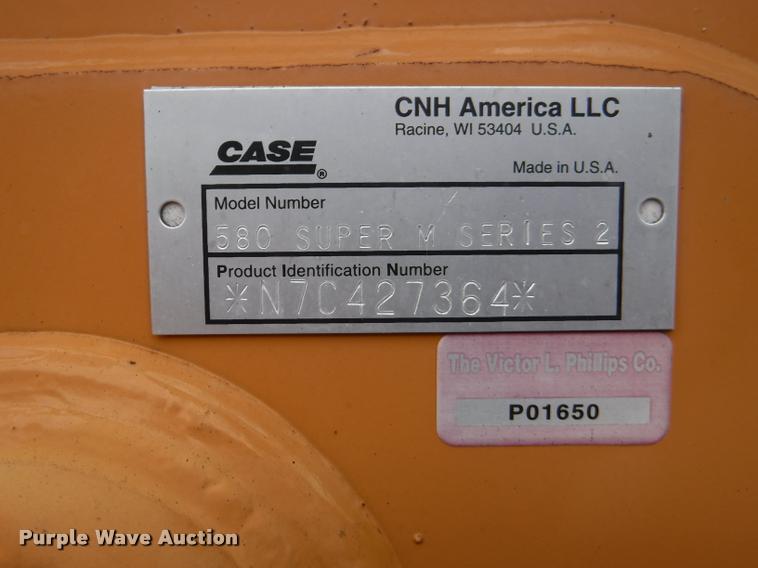 CNH America LLC
Racine, WI 53404 U.S.A.
CASE®
Made in U.S.A.
Model Number
580 SUPER M SERIES 2
Product Identification Number
*N7C427364*
The Victor L. Phillips Co.
P01650
Purple Wave Auction®